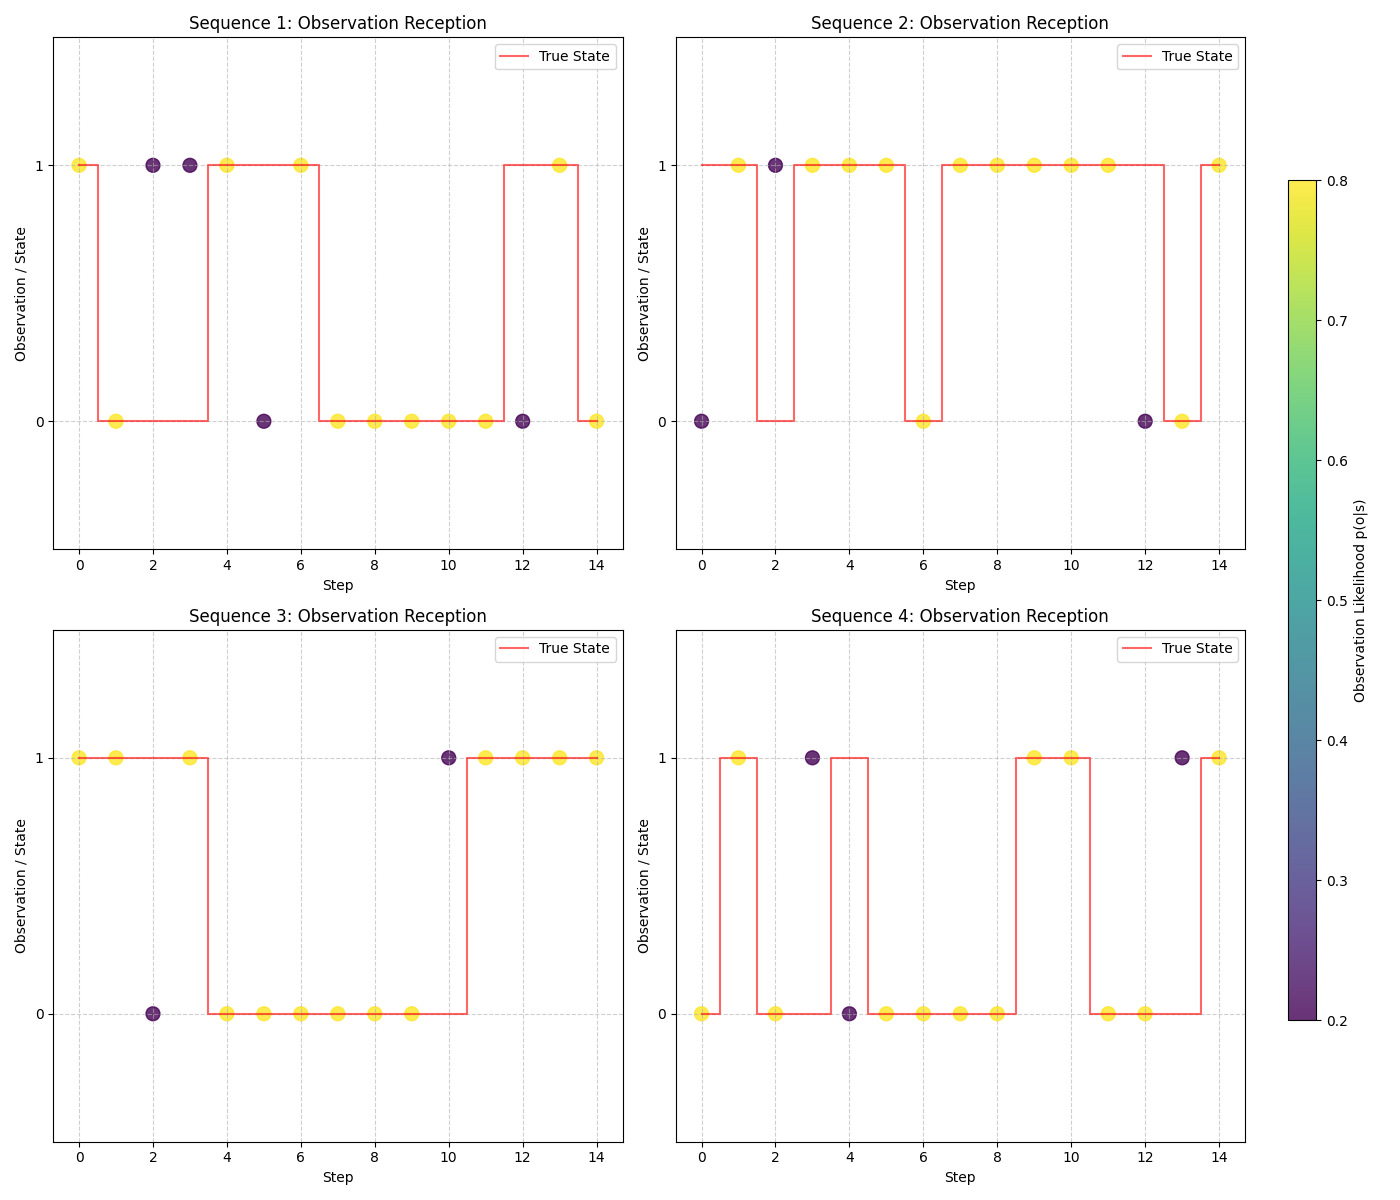 Sequence 1: Observation Reception
True State
1
0
Observation / State
0 2 4 6 8 10 12 14
Step
Sequence 2: Observation Reception
True State
1
0
Observation / State
0 2 4 6 8 10 12 14
Step
Sequence 3: Observation Reception
True State
1
0
Observation / State
0 2 4 6 8 10 12 14
Step
Sequence 4: Observation Reception
True State
1
0
Observation / State
0 2 4 6 8 10 12 14
Step
0.8
0.7
0.6
0.5
0.4
0.3
0.2
Observation Likelihood p(o|s)